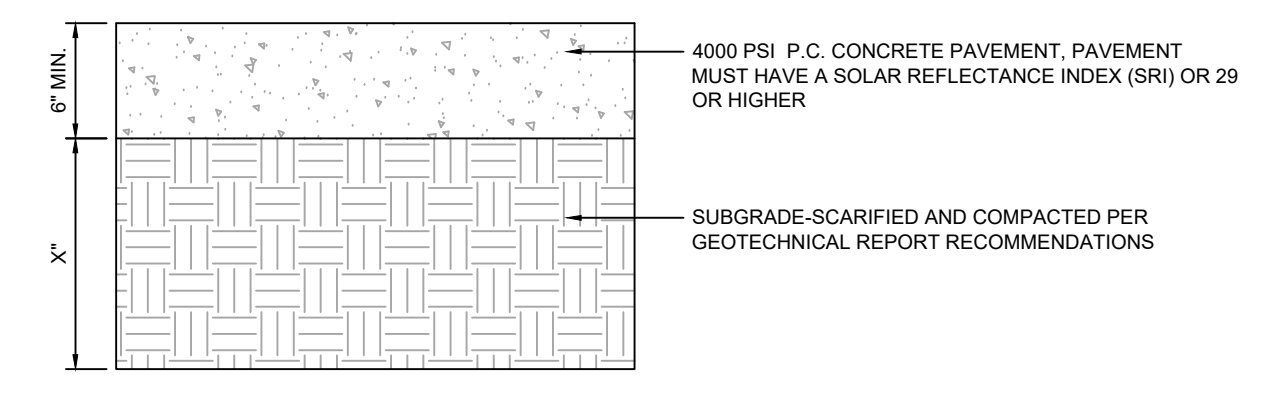 6" MIN.
4000 PSI P.C. CONCRETE PAVEMENT, PAVEMENT
MUST HAVE A SOLAR REFLECTANCE INDEX (SRI) OR 29
OR HIGHER
X"
SUBGRADE-SCARIFIED AND COMPACTED PER
GEOTECHNICAL REPORT RECOMMENDATIONS